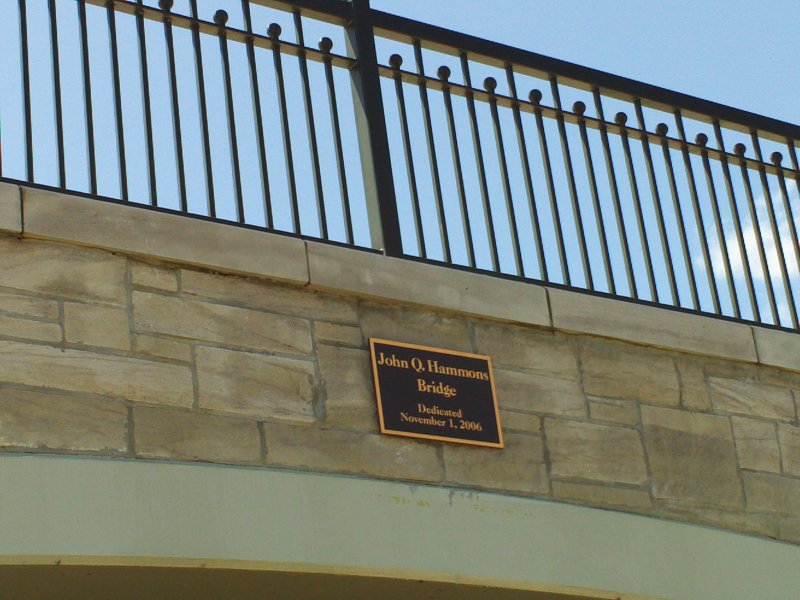 John Q. Hammons
Bridge
Dedicated
November 1, 2006